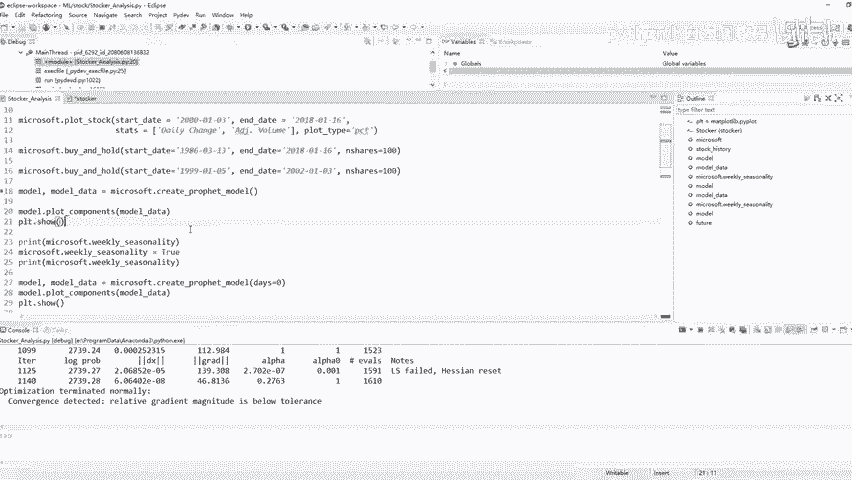 eclipse-workspace - ML/stock/Stocker_Analysis.py - Eclipse
File Edit
Project Pydev Run Window Help
Debug
MainThread - pid_6292_id_2080608136832
<module> [Stocker_Analysis.py:25]
execfile [_pydev_execfile.py:25]
run [pydevd.py:1022]
Variables
Breakpoints
Name Value
Globals Global variables
Stocker_Analysis
*stocker
10
11 microsoft.plot_stock(start_date = '2000-01-03', end_date = '2018-01-16',
12 stats = ['Daily Change', 'Adj. Volume'], plot_type='pct')
13
14 microsoft.buy_and_hold(start_date='1986-03-13', end_date='2018-01-16', nshares=100)
15
16 microsoft.buy_and_hold(start_date='1999-01-05', end_date='2002-01-03', nshares=100)
17
18 model, model_data = microsoft.create_prophet_model()
19
20 model.plot_components(model_data)
21 plt.show()
22
23 print(microsoft.weekly_seasonality)
24 microsoft.weekly_seasonality = True
25 print(microsoft.weekly_seasonality)
26
27 model, model_data = microsoft.create_prophet_model(days=0)
28 model.plot_components(model_data)
29 plt.show()
Outline
type filter text
plt = matplotlib.pyplot
Stocker (stocker)
microsoft
stock_history
model
model_data
microsoft.weekly_seasonality
model
model_data
microsoft.weekly_seasonality
model
future
Console
Stocker_Analysis.py [debug] [e:\ProgramData\Anaconda3\python.exe]
1099 2739.24 0.000252315 112.984 1 1 1523
Iter log prob ||dx|| ||grad|| alpha alpha0 # evals Notes
1125 2739.27 2.06852e-05 139.308 2.702e-07 0.001 1591 LS failed, Hessian reset
1140 2739.28 6.06402e-08 46.8136 0.2763 1 1610
Optimization terminated normally:
Convergence detected: relative gradient magnitude is below tolerance
>>>
Writable Insert 21 : 11